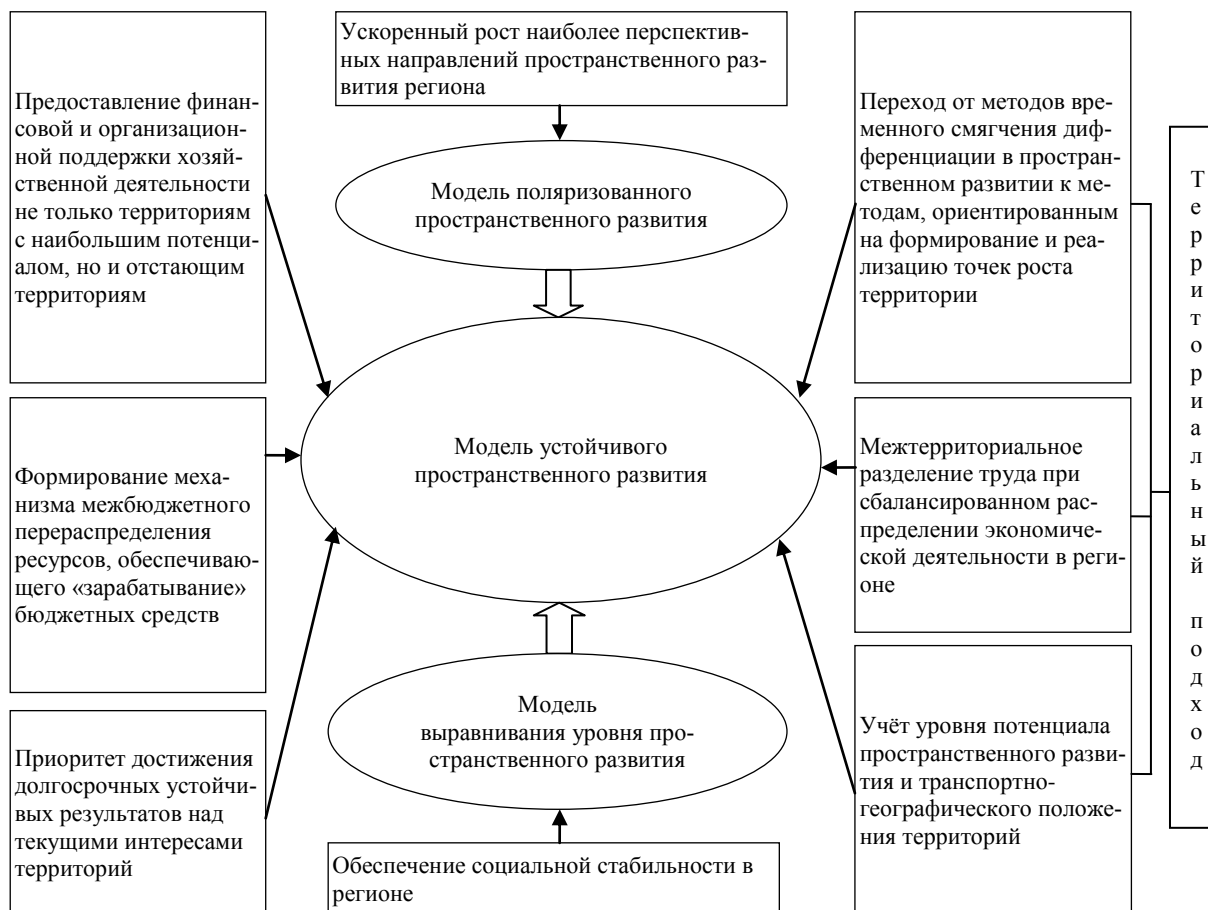 Ускоренный рост наиболее перспектив-
ных направлений пространственного раз-
вития региона
Предоставление финан-
совой и организацион-
ной поддержки хозяй-
ственной деятельности
не только территориям
с наибольшим потенци-
алом, но и отстающим
территориям
Модель поляризованного
пространственного развития
Переход от методов вре-
менного смягчения диф-
ференциации в простран-
ственном развитии к ме-
тодам, ориентированным
на формирование и реа-
лизацию точек роста
территории
Территориальный подход
Формирование меха-
низма межбюджетного
перераспределения
ресурсов, обеспечиваю-
щего «зарабатывание»
бюджетных средств
Модель устойчивого
пространственного развития
Межтерриториальное
разделение труда при
сбалансированном рас-
пределении экономиче-
ской деятельности в реги-
оне
Приоритет достижения
долгосрочных устойчи-
вых результатов над
текущими интересами
территорий
Модель
выравнивания уровня про-
странственного развития
Учёт уровня потенциала
пространственного разви-
тия и транспортно-
географического положе-
ния территорий
Обеспечение социальной стабильности в
регионе